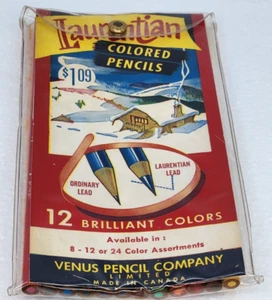 Laurentian
COLORED
PENCILS
$1.09
ORDINARY
LEAD
LAURENTIAN
LEAD
12 BRILLIANT COLORS
Available in :
8 - 12 or 24 Color Assortments
VENUS PENCIL COMPANY
LIMITED
MADE IN CANADA